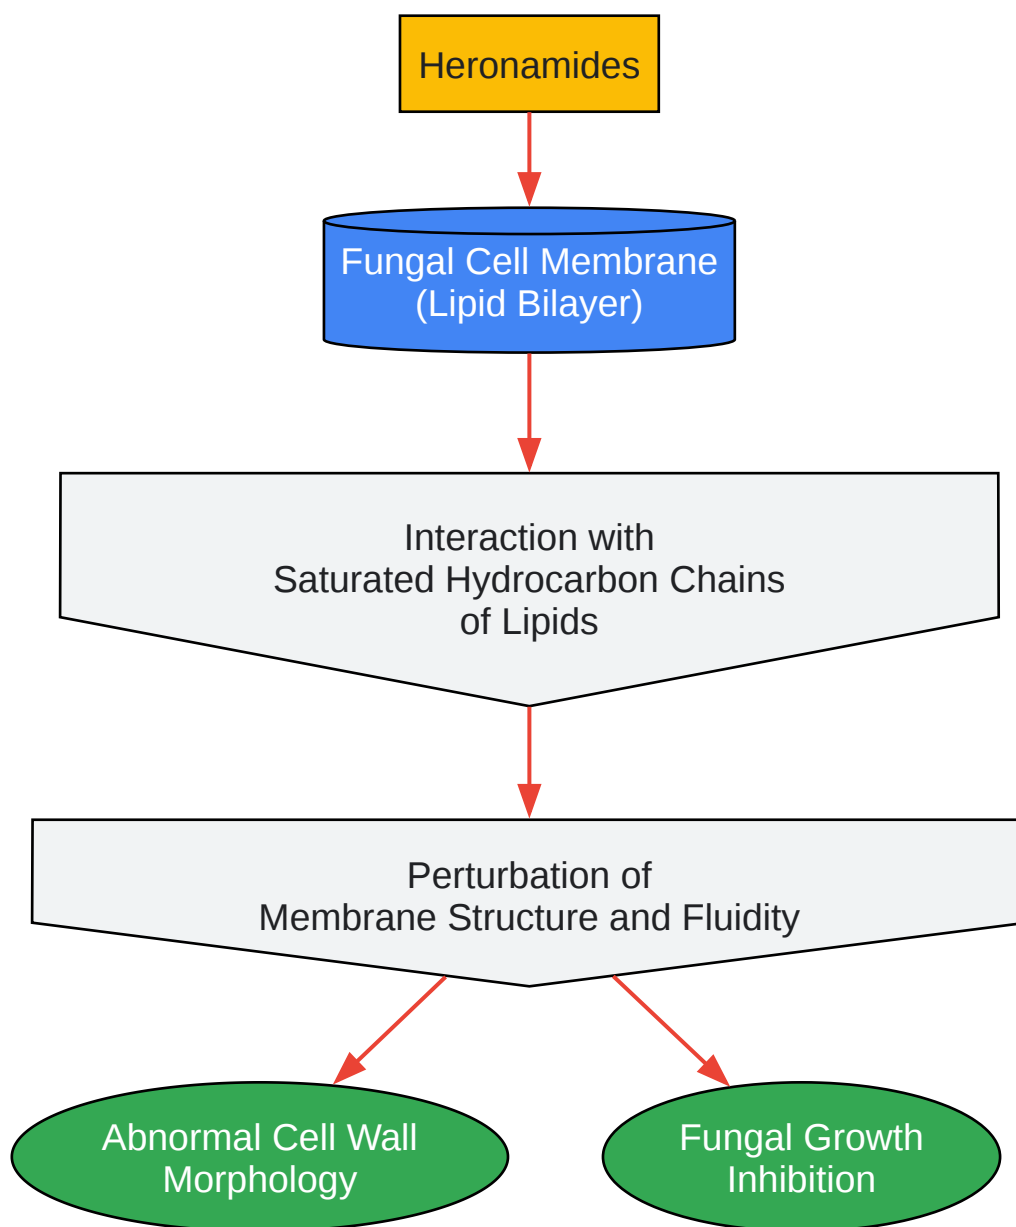 Heronamides
Fungal Cell Membrane
(Lipid Bilayer)
Interaction with
Saturated Hydrocarbon Chains
of Lipids
Perturbation of
Membrane Structure and Fluidity
Abnormal Cell Wall
Morphology
Fungal Growth
Inhibition